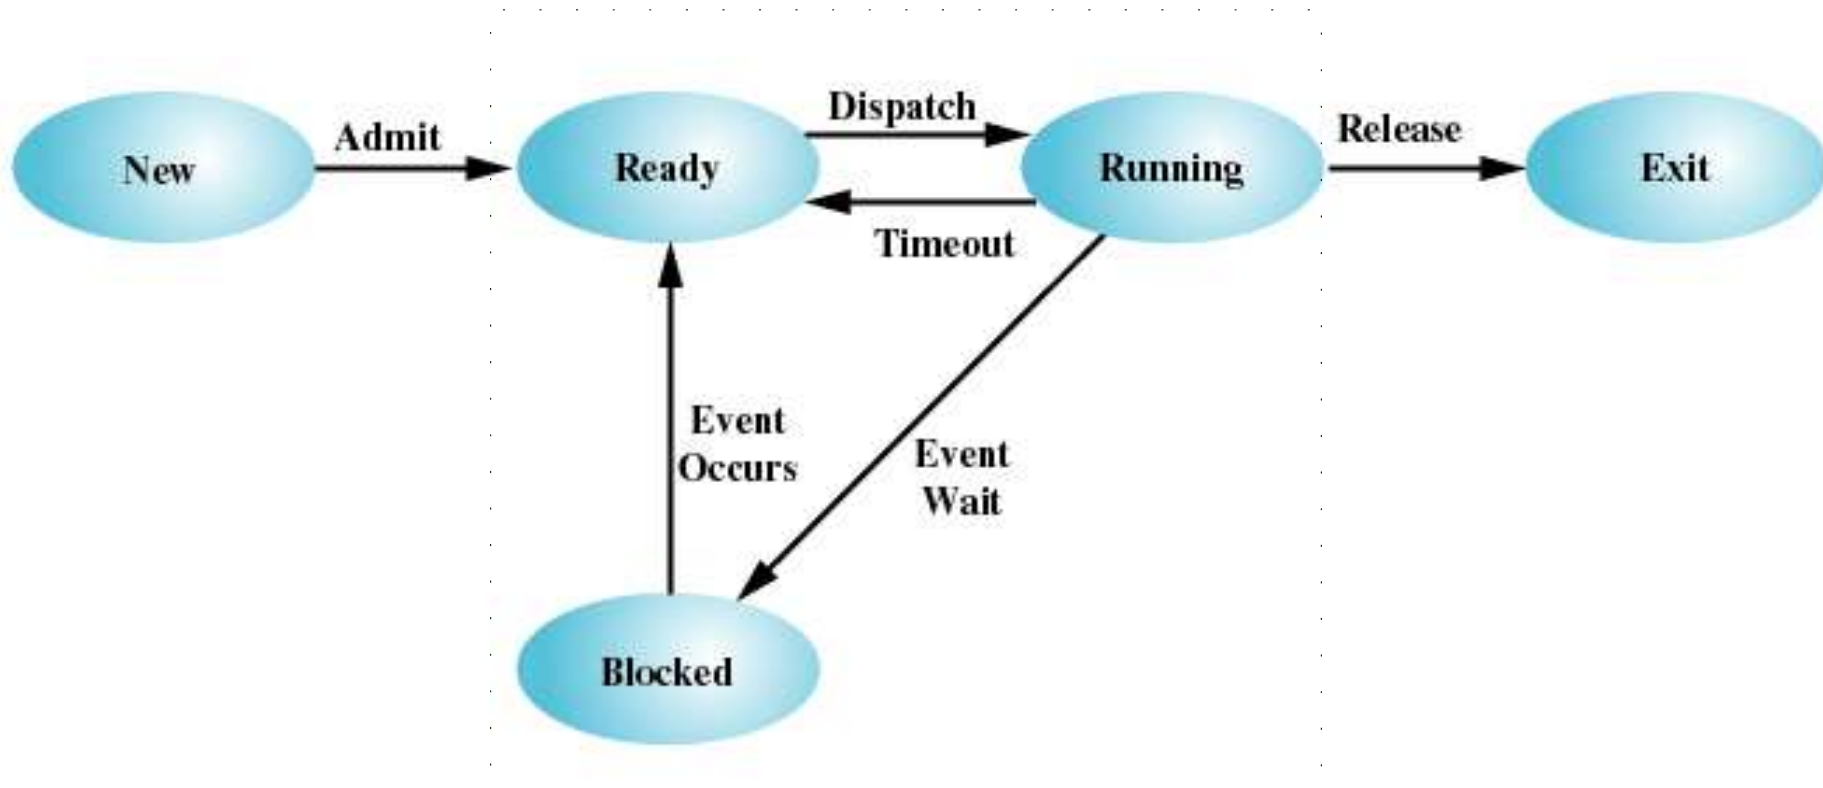 New
Admit
Ready
Dispatch
Timeout
Running
Release
Exit
Event
Occurs
Event
Wait
Blocked